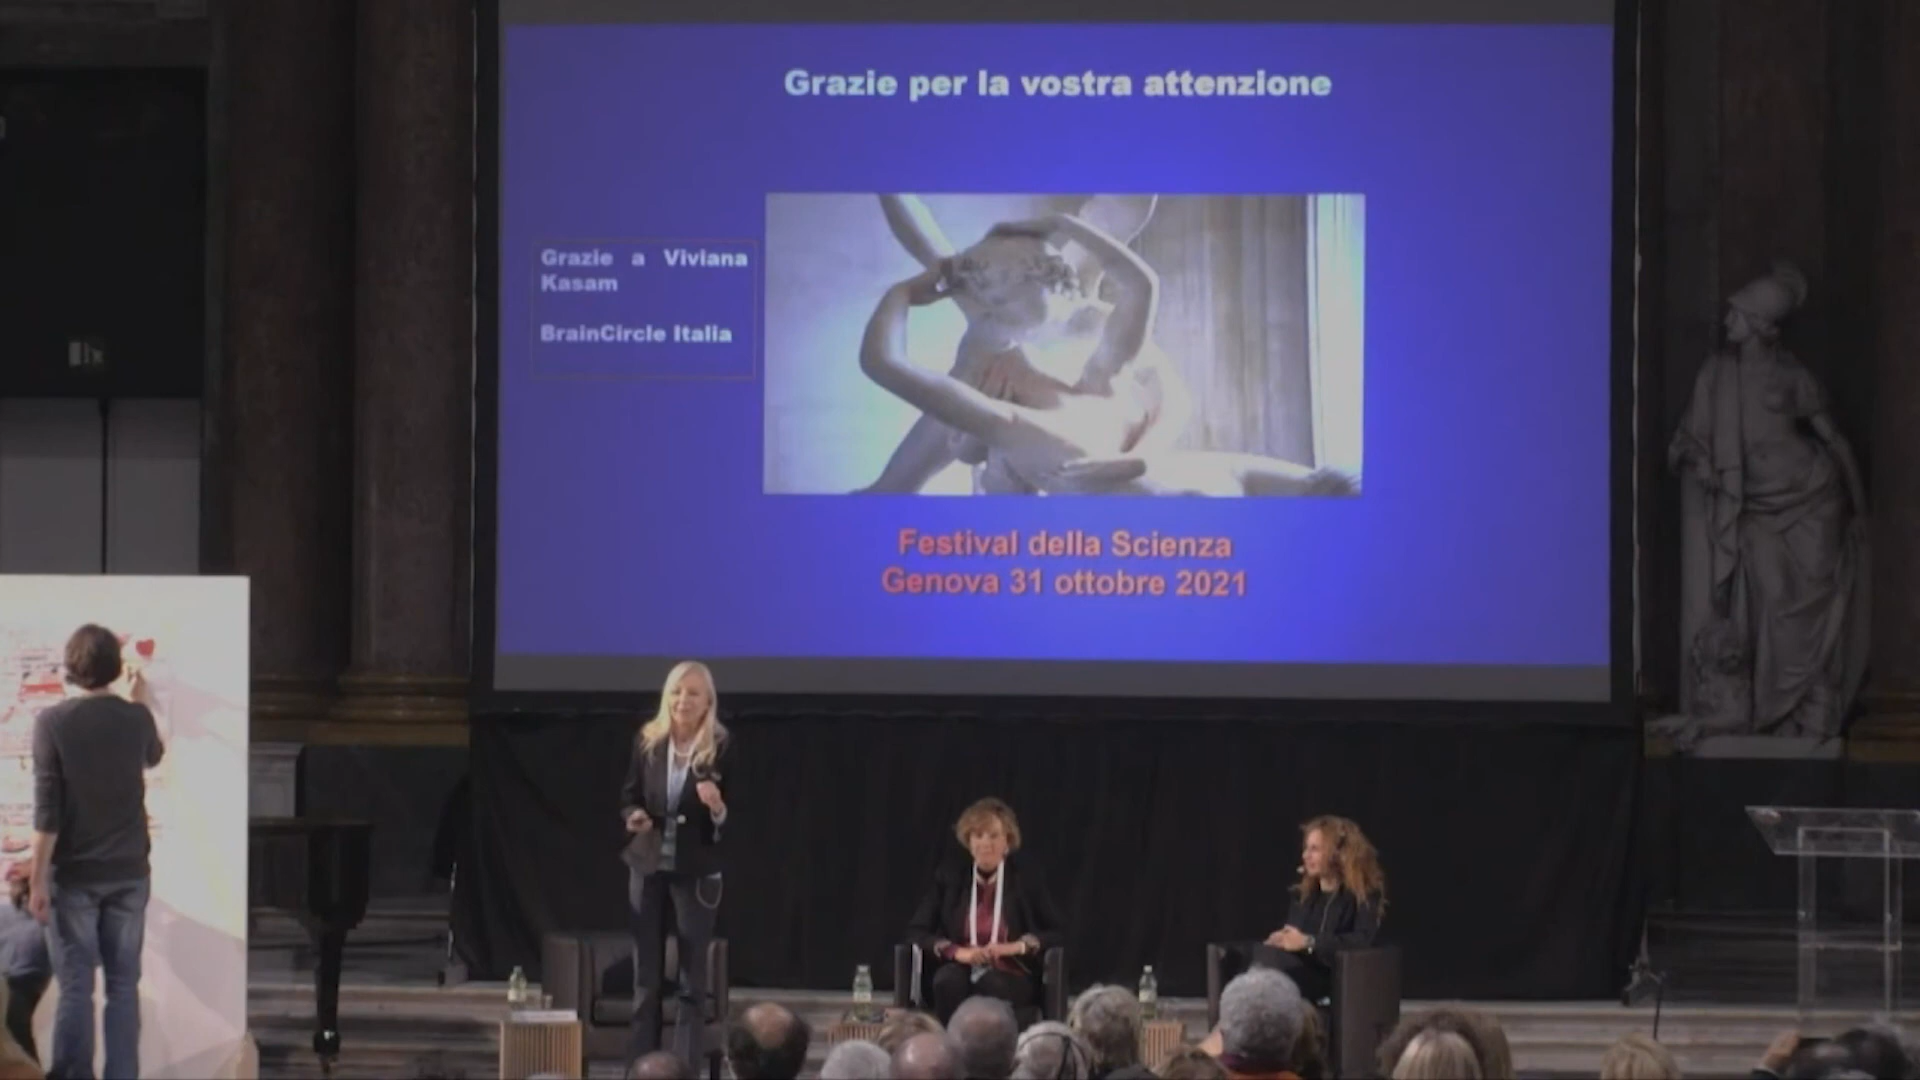 Grazie per la vostra attenzione
Grazie a Viviana
Kasam
BrainCircle Italia
Festival della Scienza
Genova 31 ottobre 2021